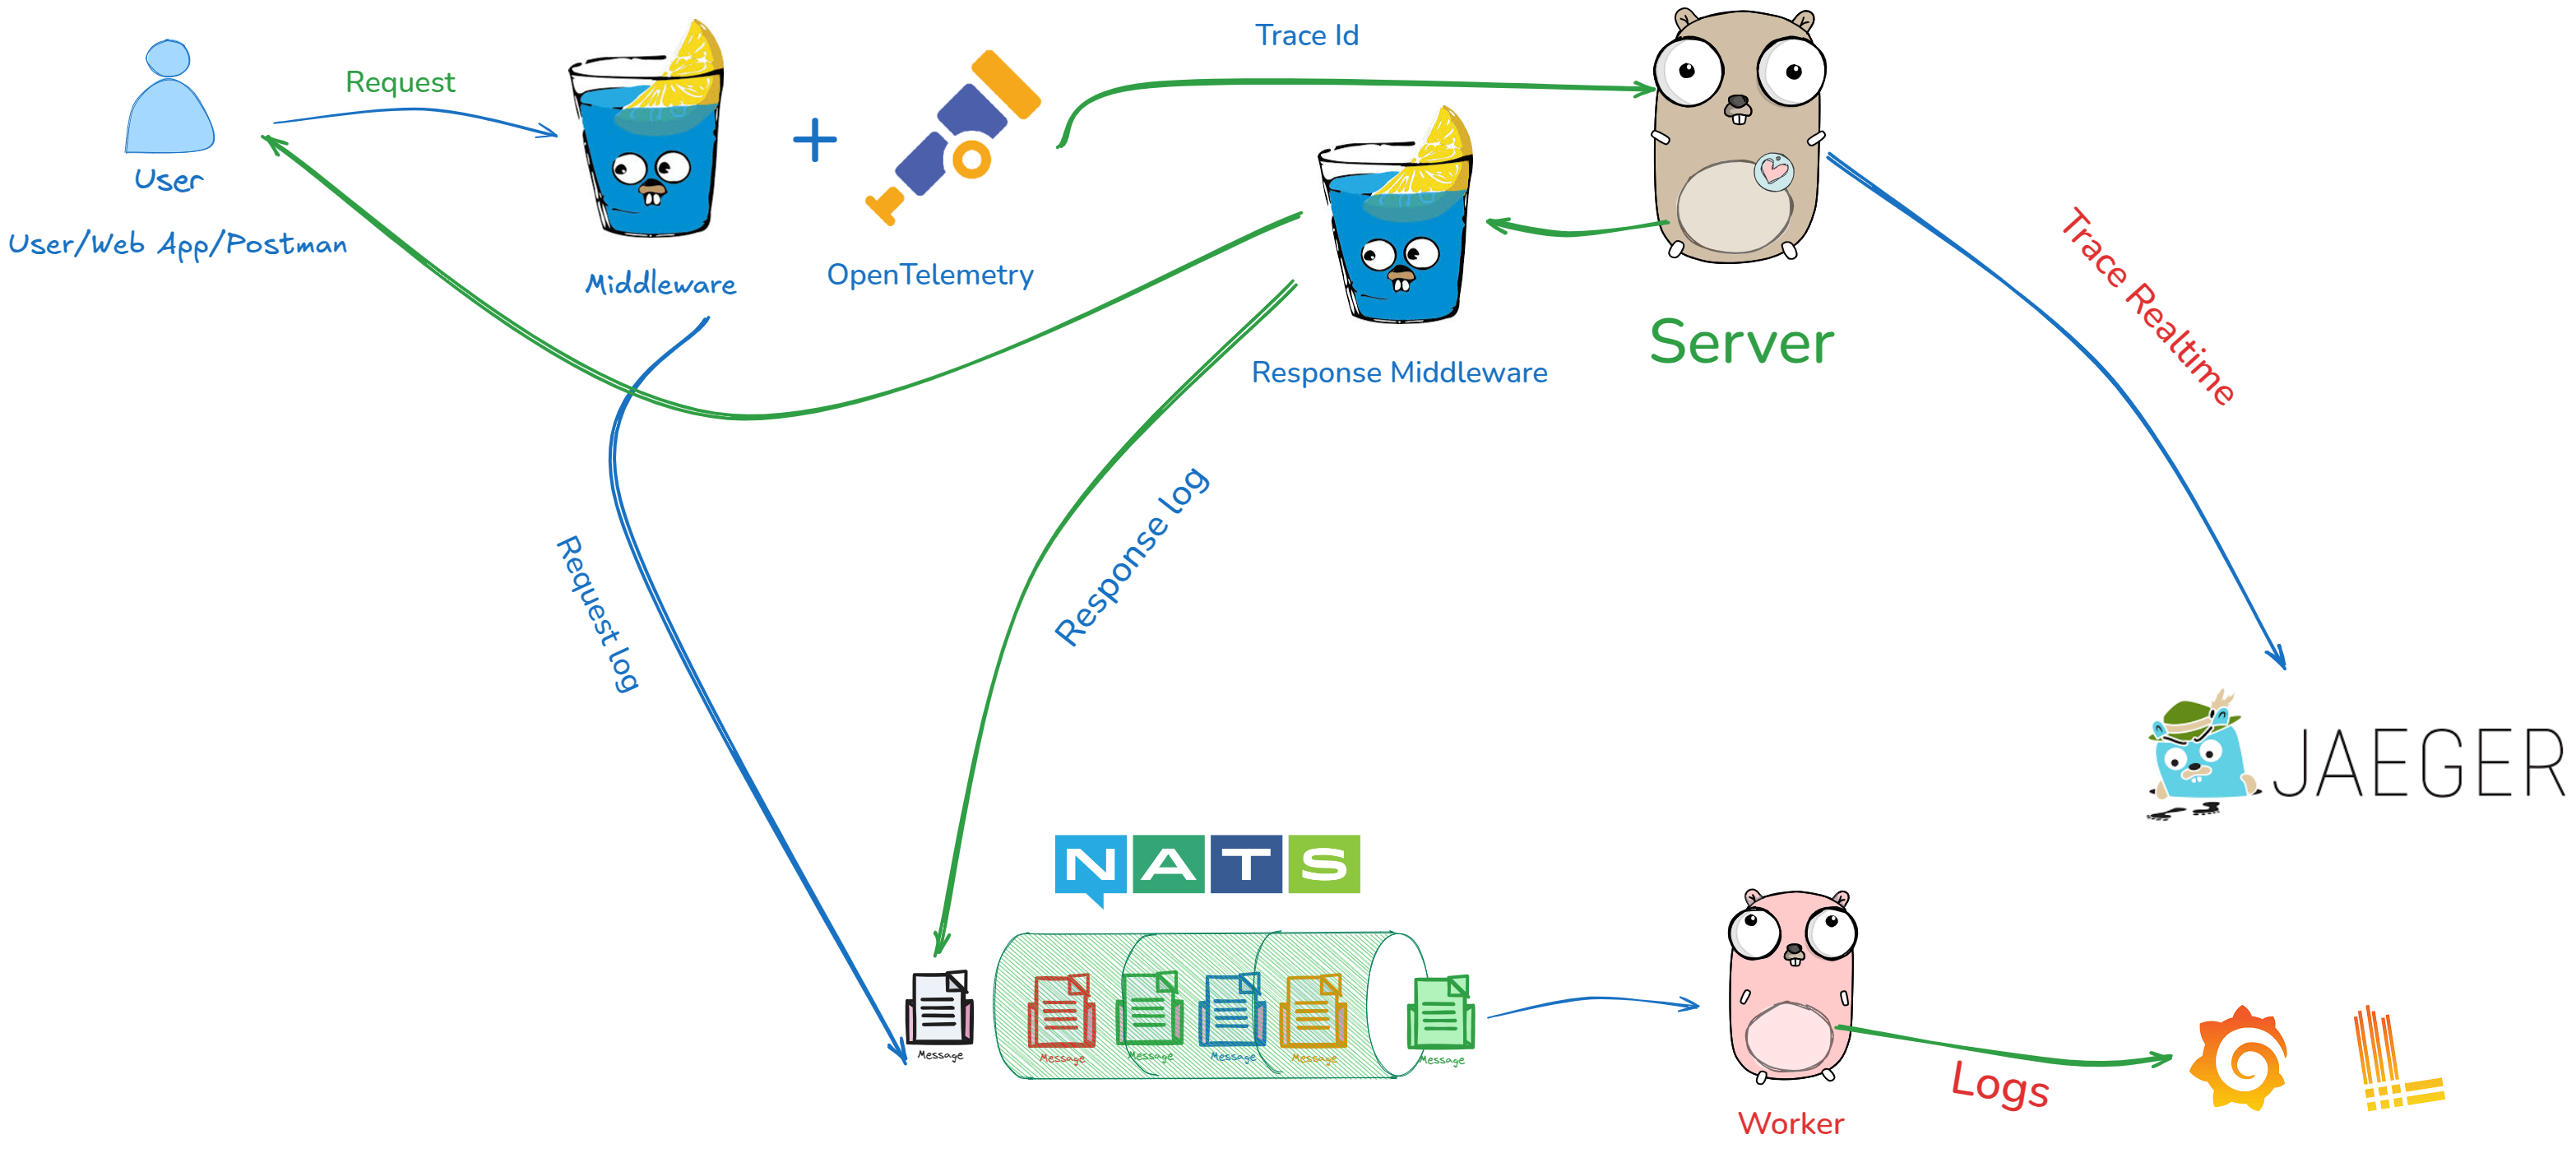 Trace Id
Request
User
User/Web App/Postman
Middleware
OpenTelemetry
Response Middleware
Server
Trace Realtime
Request log
Response log
JAEGER
NATS
Message
Message
Message
Message
Message
Message
Worker
Logs